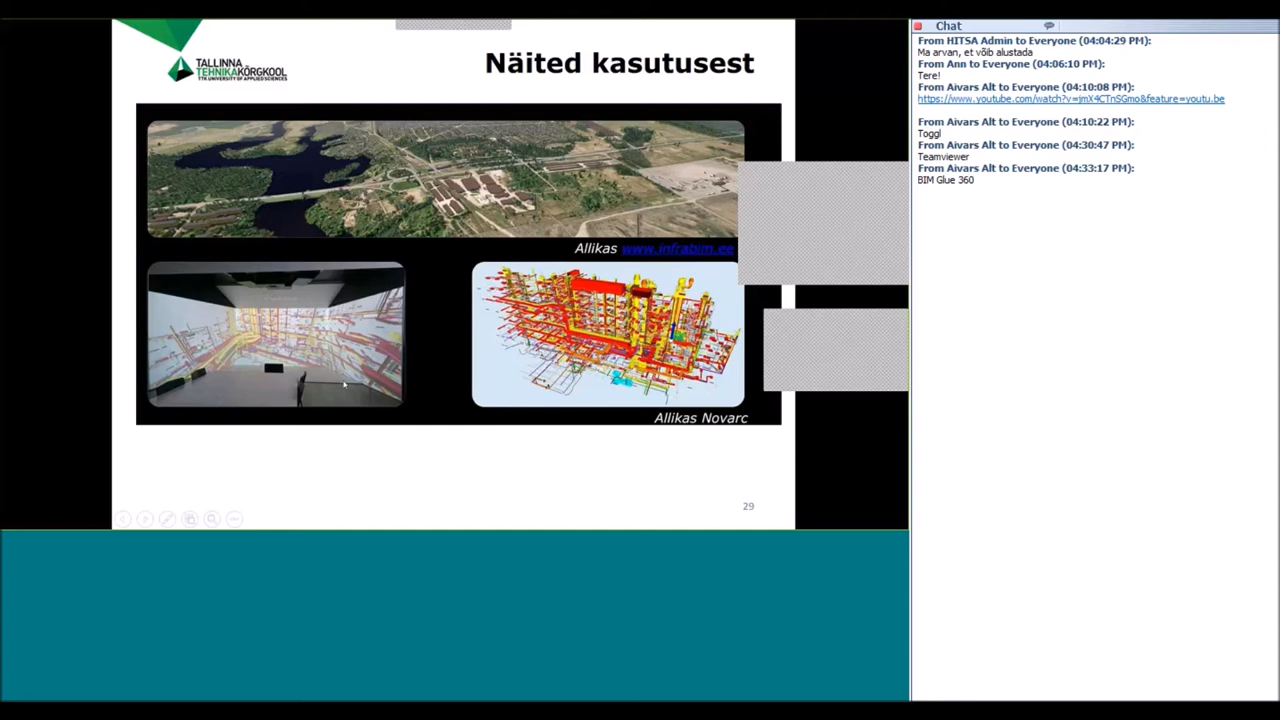 TALLINNA
TEHNIKAKÕRGKOOL
TTK UNIVERSITY OF APPLIED SCIENCES
Näited kasutusest
Allikas www.infrabim.ee
Allikas Novarc
29
Chat
From HITSA Admin to Everyone (04:04:29 PM):
Ma arvan, et võib alustada
From Ann to Everyone (04:06:10 PM):
Tere!
From Aivars Alt to Everyone (04:10:08 PM):
https://www.youtube.com/watch?v=jmX4CTnSGmo&feature=youtu.be
From Aivars Alt to Everyone (04:10:22 PM):
Toggl
From Aivars Alt to Everyone (04:30:47 PM):
Teamviewer
From Aivars Alt to Everyone (04:33:17 PM):
BIM Glue 360